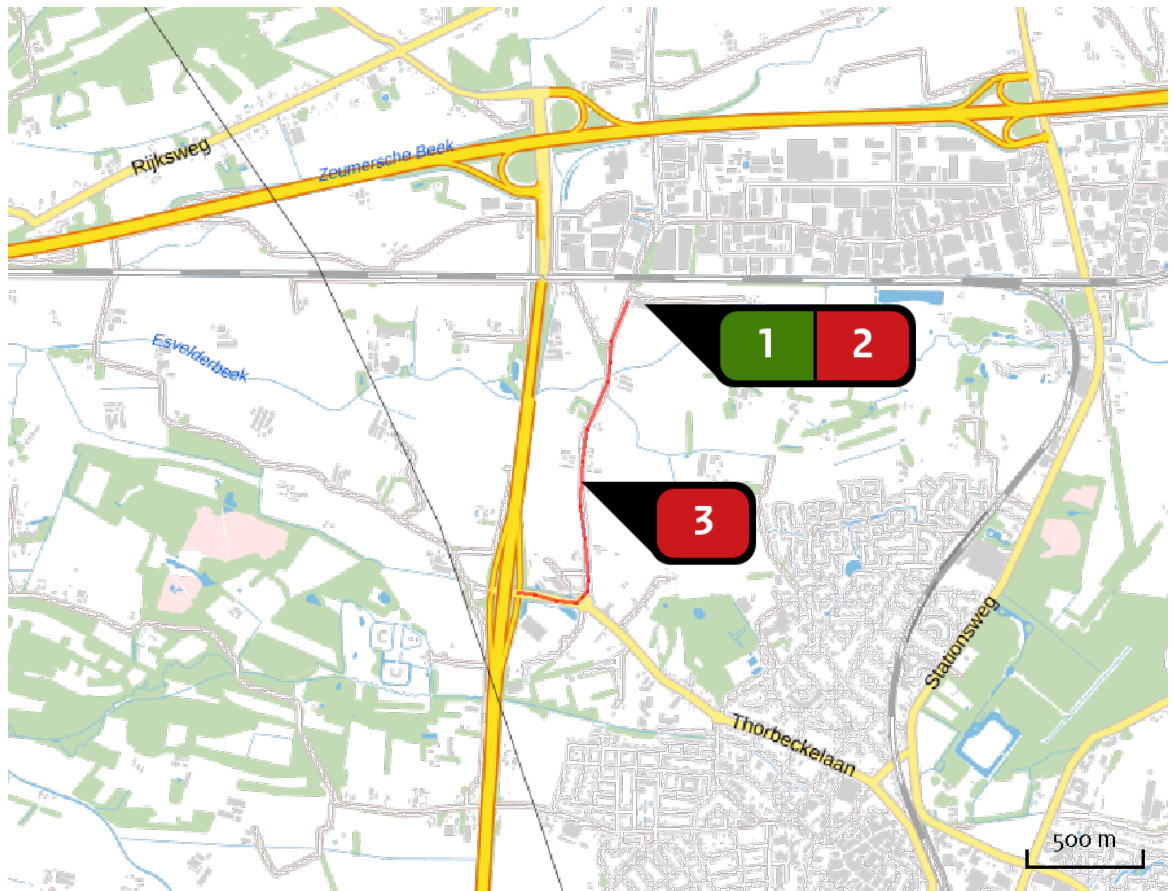 Rijksweg
Zeumersche Beek
Esvelderbeek
1 2
3
Stationsweg
Thorbeckelaan
500 m